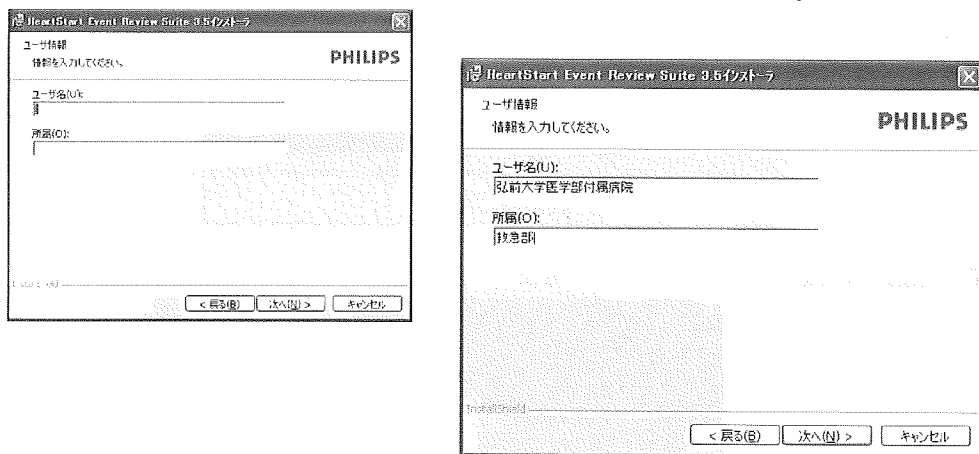 HeartStart Event Review Suite 3.5インストーラ
ユーザ情報
情報を入力してください。
PHILIPS
ユーザ名(U):
所属(O):
< 戻る(B)
次へ(N) >
キャンセル
HeartStart Event Review Suite 3.5インストーラ
ユーザ情報
情報を入力してください。
PHILIPS
ユーザ名(U):
弘前大学医学部付属病院
所属(O):
救急部
InstallShield
< 戻る(B)
次へ(N) >
キャンセル